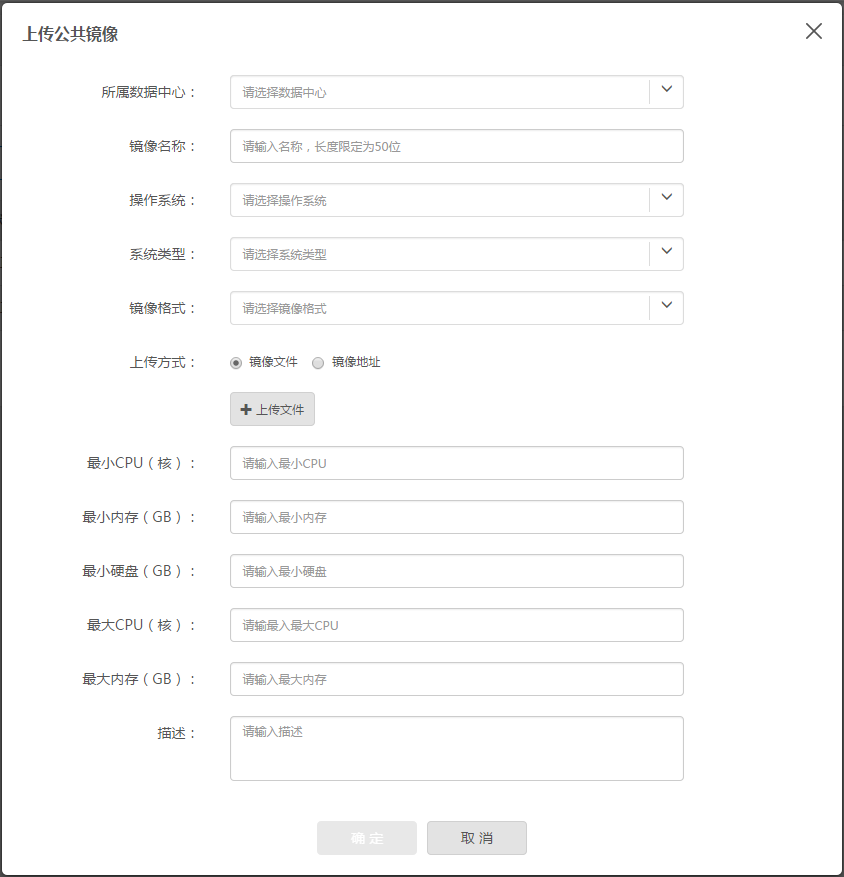 上传公共镜像
所属数据中心： 请选择数据中心
镜像名称： 请输入名称，长度限定为50位
操作系统： 请选择操作系统
系统类型： 请选择系统类型
镜像格式： 请选择镜像格式
上传方式： 镜像文件 镜像地址
上传文件
最小CPU（核）： 请输入最小CPU
最小内存（GB）： 请输入最小内存
最小硬盘（GB）： 请输入最小硬盘
最大CPU（核）： 请输最入最大CPU
最大内存（GB）： 请输入最大内存
描述： 请输入描述
确 定 取 消